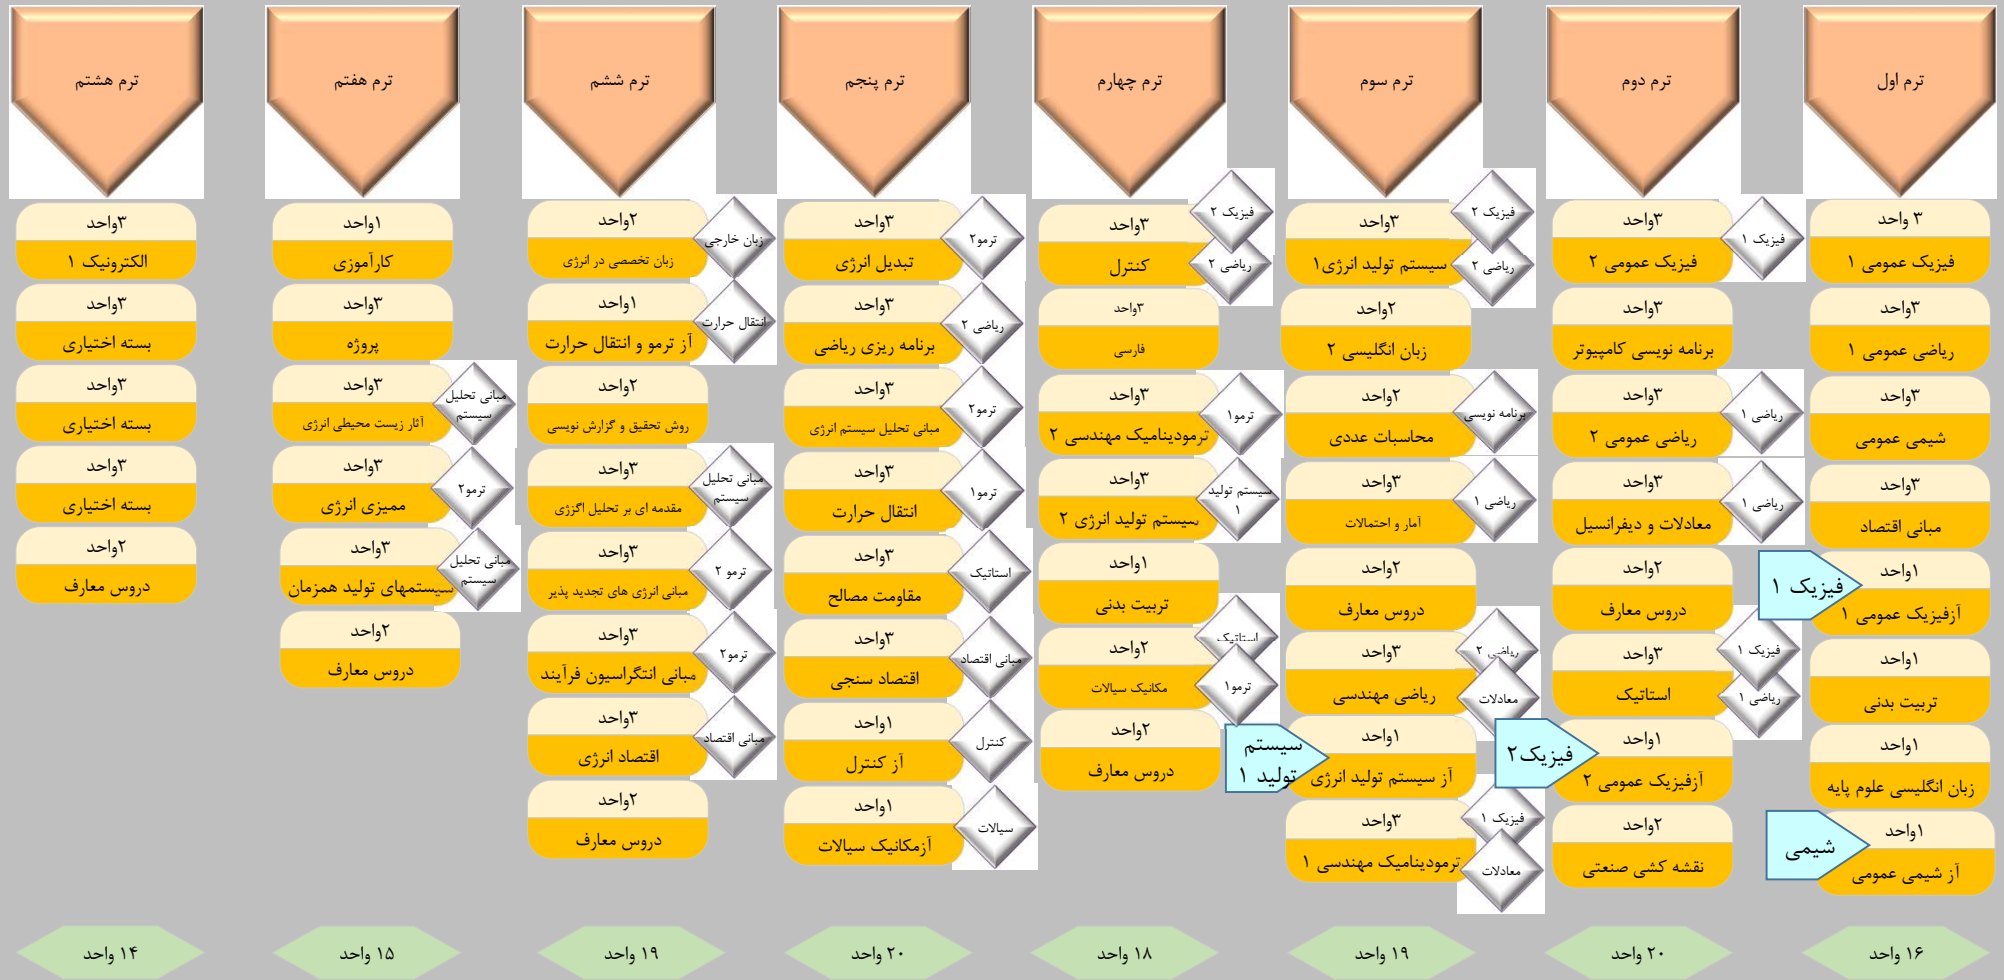 ترم اول
۳ واحد
فیزیک عمومی ۱
۳واحد
ریاضی عمومی ۱
۳واحد
شیمی عمومی
۳واحد
مبانی اقتصاد
فیزیک ۱
۱واحد
آزفیزیک عمومی ۱
۱واحد
تربیت بدنی
۱واحد
زبان انگلیسی علوم پایه
شیمی
۱واحد
آز شیمی عمومی
۱۶ واحد
ترم دوم
فیزیک ۱
۳واحد
فیزیک عمومی ۲
۳واحد
برنامه نویسی کامپیوتر
ریاضی ۱
۳واحد
ریاضی عمومی ۲
ریاضی ۱
۳واحد
معادلات و دیفرانسیل
۲واحد
دروس معارف
فیزیک ۱
ریاضی ۱
۳واحد
استاتیک
فیزیک۲
۱واحد
آزفیزیک عمومی ۲
۲واحد
نقشه کشی صنعتی
۲۰ واحد
ترم سوم
فیزیک ۲
ریاضی ۲
۳واحد
سیستم تولید انرژی۱
۲واحد
زبان انگلیسی ۲
برنامه نویسی
۲واحد
محاسبات عددی
ریاضی ۱
۳واحد
آمار و احتمالات
۲واحد
دروس معارف
ریاضی ۲
معادلات
۳واحد
ریاضی مهندسی
سیستم
تولید ۱
۱واحد
آز سیستم تولید انرژی
فیزیک ۱
معادلات
۳واحد
ترمودینامیک مهندسی ۱
۱۹ واحد
ترم چهارم
فیزیک ۲
ریاضی ۲
۳واحد
کنترل
۳واحد
فارسی
ترمو۱
۳واحد
ترمودینامیک مهندسی ۲
سیستم تولید
۱
۳واحد
سیستم تولید انرژی ۲
۱واحد
تربیت بدنی
استاتیک
ترمو۱
۲واحد
مکانیک سیالات
۲واحد
دروس معارف
۱۸ واحد
ترم پنجم
ترمو۲
۳واحد
تبدیل انرژی
ریاضی ۲
۳واحد
برنامه ریزی ریاضی
ترمو۲
۳واحد
مبانی تحلیل سیستم انرژی
ترمو۱
۳واحد
انتقال حرارت
استاتیک
۳واحد
مقاومت مصالح
مبانی اقتصاد
۳واحد
اقتصاد سنجی
کنترل
۱واحد
آز کنترل
سیالات
۱واحد
آزمکانیک سیالات
۲۰ واحد
ترم ششم
زبان خارجی
۲واحد
زبان تخصصی در انرژی
انتقال حرارت
۱واحد
آز ترمو و انتقال حرارت
۲واحد
روش تحقیق و گزارش نویسی
مبانی تحلیل
سیستم
۳واحد
مقدمه ای بر تحلیل اگزژی
ترمو ۲
۳واحد
مبانی انرژی های تجدید پذیر
ترمو۲
۳واحد
مبانی انتگراسیون فرآیند
مبانی اقتصاد
۳واحد
اقتصاد انرژی
۲واحد
دروس معارف
۱۹ واحد
ترم هفتم
۱واحد
کارآموزی
۳واحد
پروژه
مبانی تحلیل
سیستم
۳واحد
آثار زیست محیطی انرژی
ترمو۲
۳واحد
ممیزی انرژی
مبانی تحلیل
سیستم
۳واحد
سیستمهای تولید همزمان
۲واحد
دروس معارف
۱۵ واحد
ترم هشتم
۳واحد
الکترونیک ۱
۳واحد
بسته اختیاری
۳واحد
بسته اختیاری
۳واحد
بسته اختیاری
۲واحد
دروس معارف
۱۴ واحد